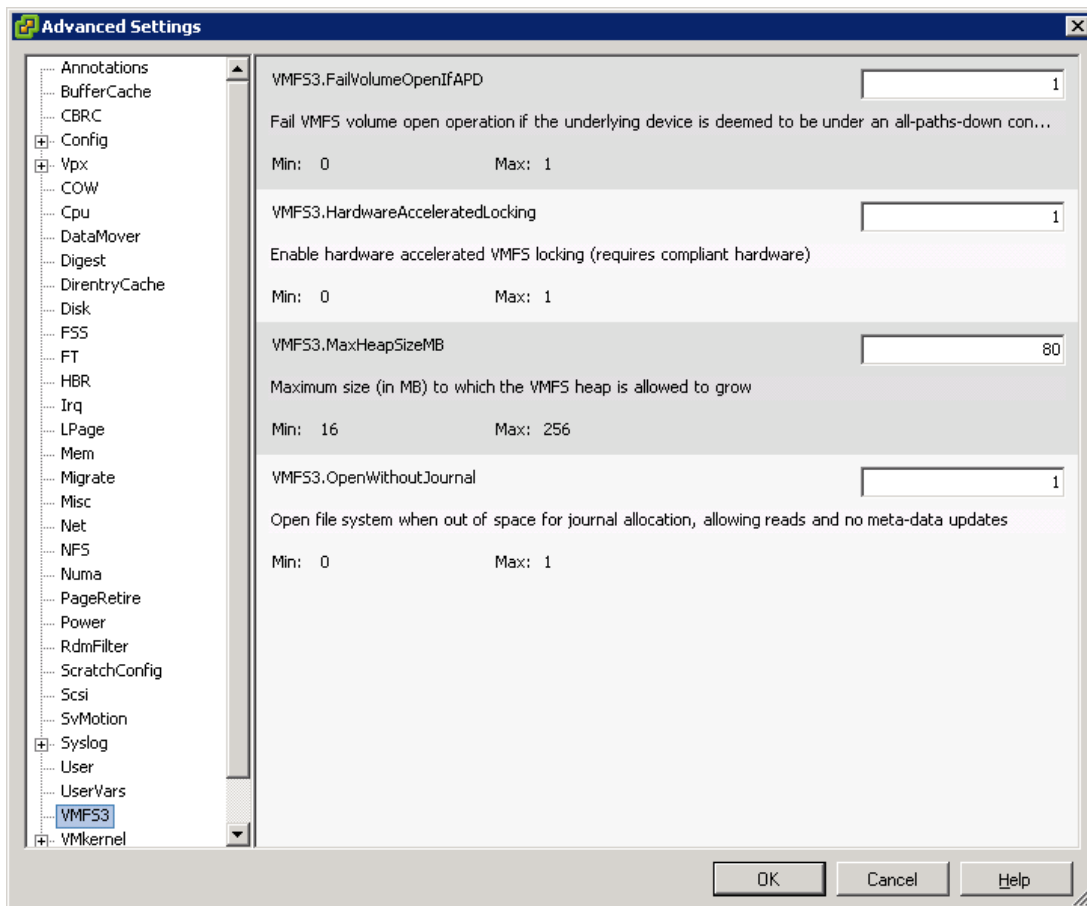 Advanced Settings
Annotations
BufferCache
CBRC
Config
Vpx
COW
Cpu
DataMover
Digest
DirentryCache
Disk
FSS
FT
HBR
Irq
LPage
Mem
Migrate
Misc
Net
NFS
Numa
PageRetire
Power
RdmFilter
ScratchConfig
Scsi
SvMotion
Syslog
User
UserVars
VMFS3
VMkernel
VMFS3.FailVolumeOpenIfAPD 1
Fail VMFS volume open operation if the underlying device is deemed to be under an all-paths-down con...
Min: 0 Max: 1
VMFS3.HardwareAcceleratedLocking 1
Enable hardware accelerated VMFS locking (requires compliant hardware)
Min: 0 Max: 1
VMFS3.MaxHeapSizeMB 80
Maximum size (in MB) to which the VMFS heap is allowed to grow
Min: 16 Max: 256
VMFS3.OpenWithoutJournal 1
Open file system when out of space for journal allocation, allowing reads and no meta-data updates
Min: 0 Max: 1
OK Cancel Help